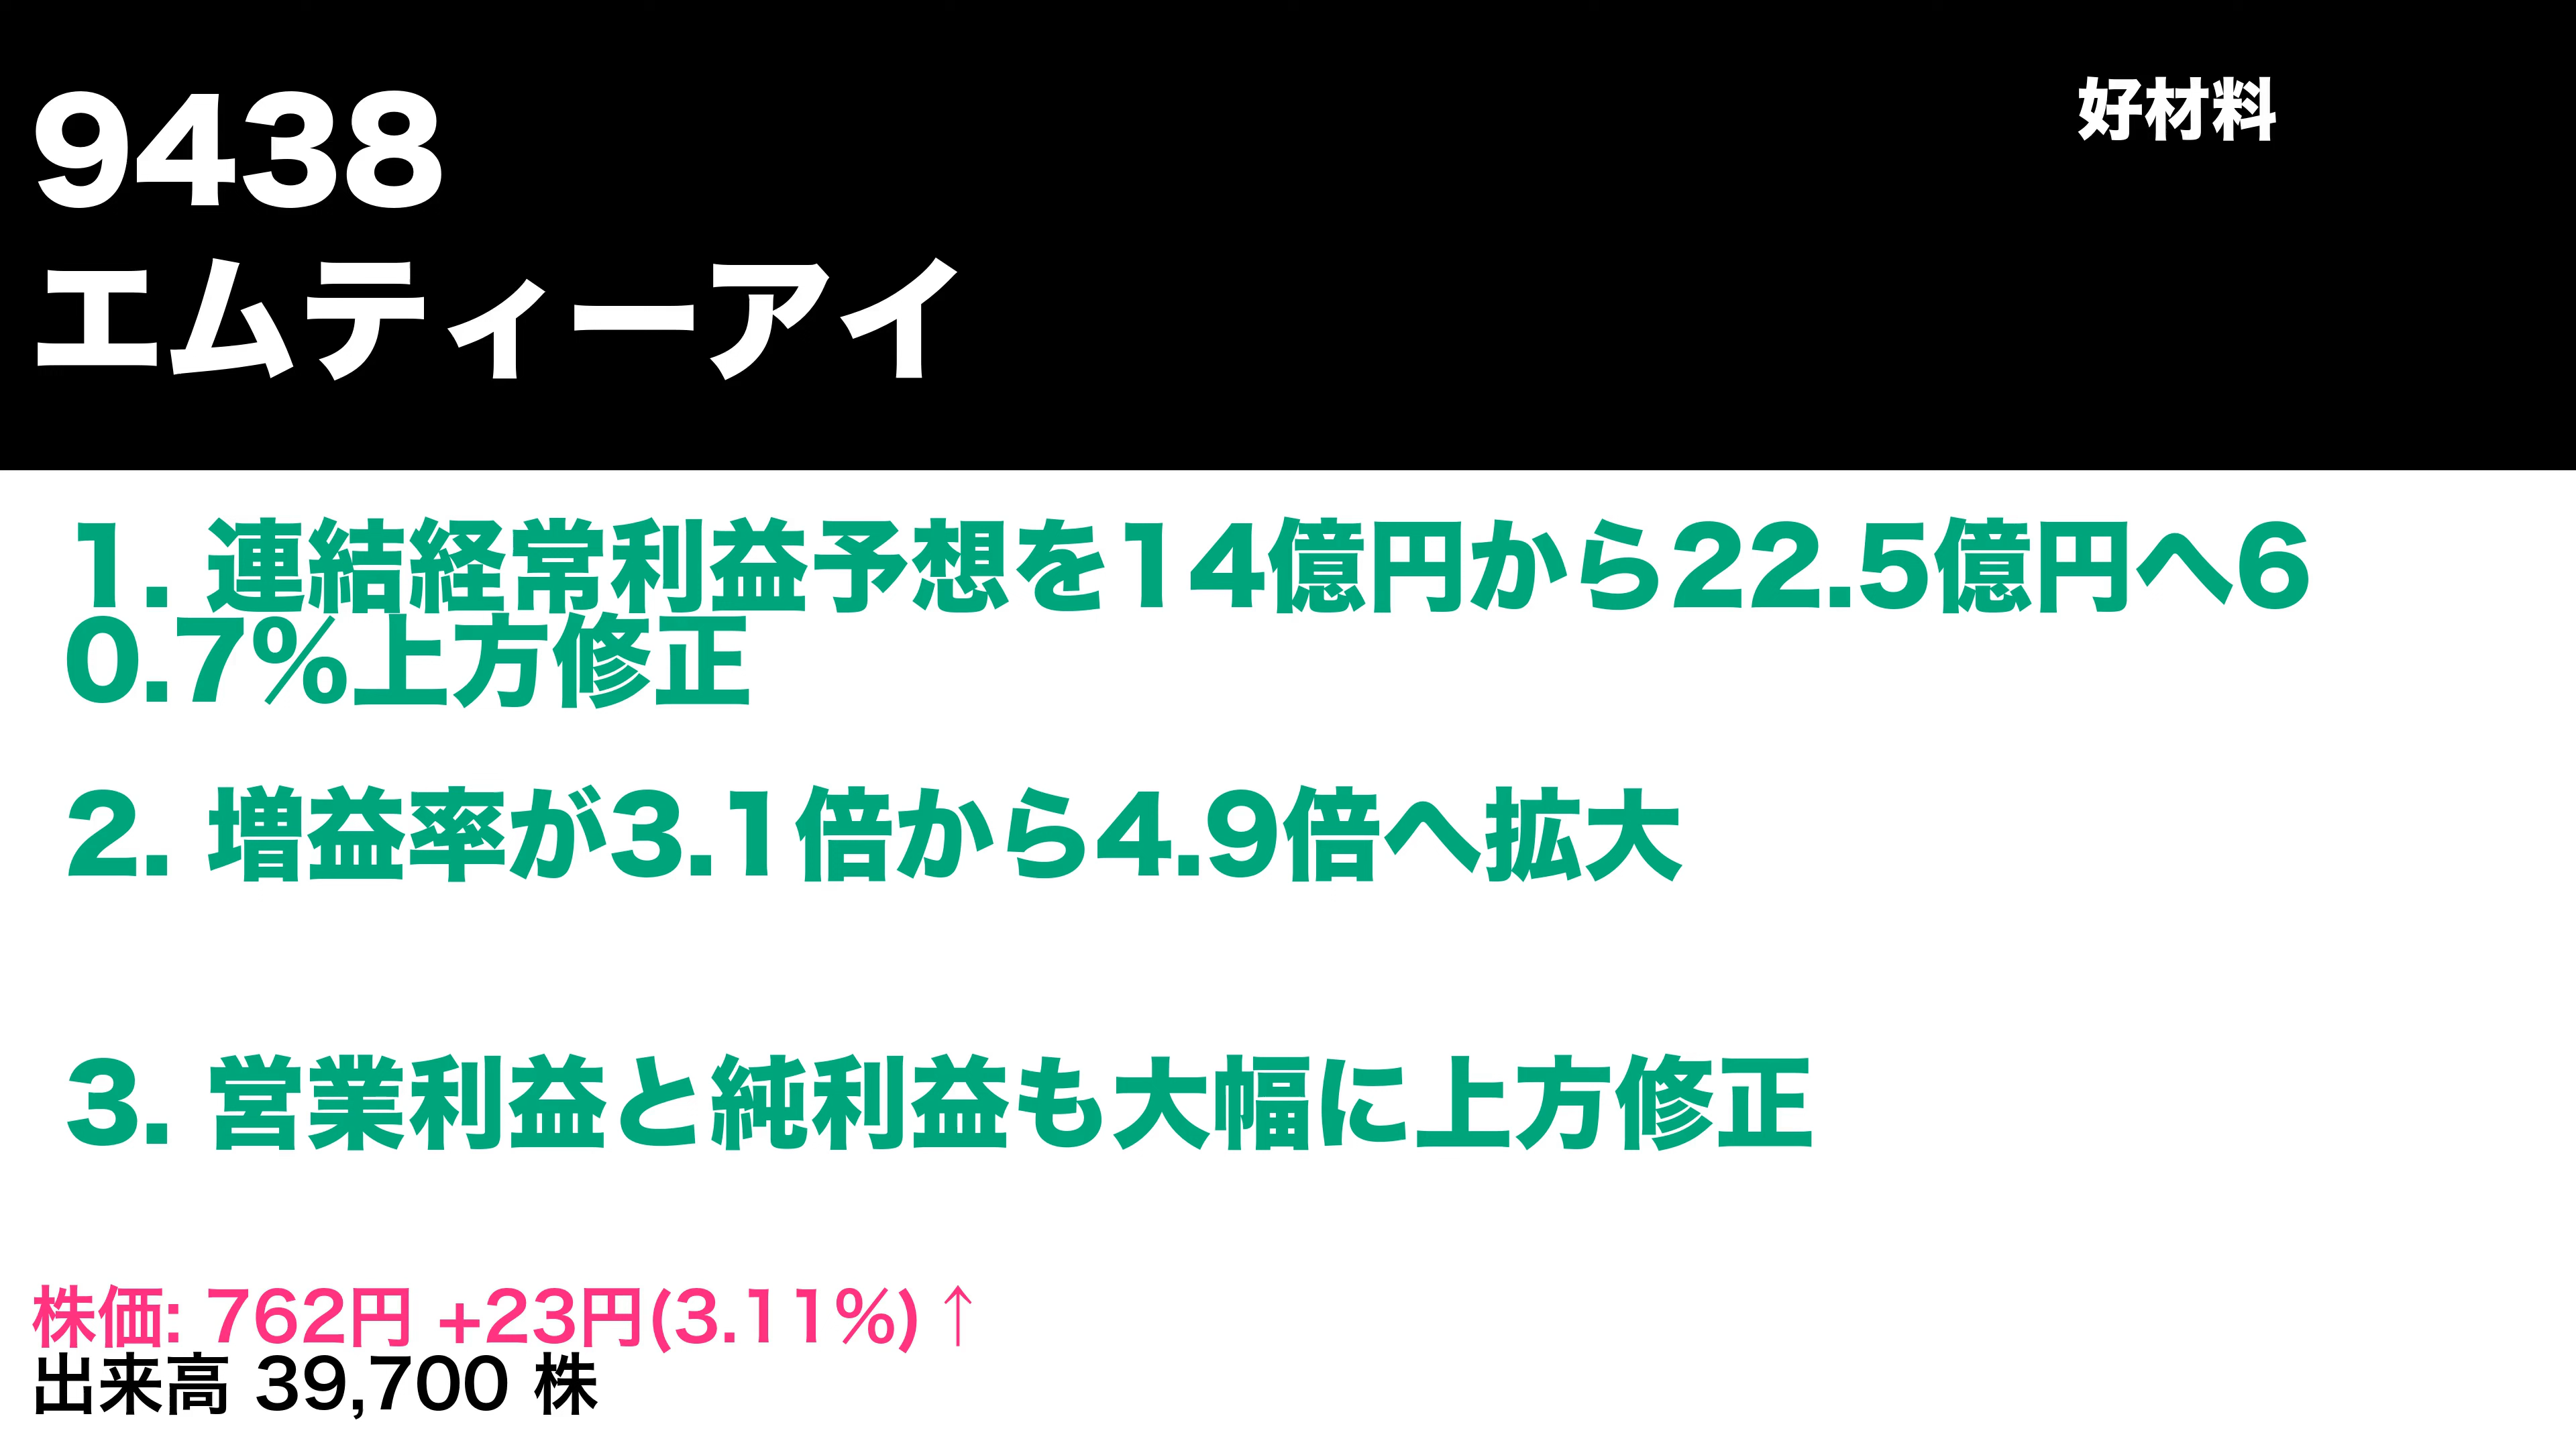 9438
好材料
エムティーアイ
1. 連結経常利益予想を14億円から22.5億円へ6
0.7%上方修正
2. 増益率が3.1倍から4.9倍へ拡大
3. 営業利益と純利益も大幅に上方修正
株価: 762円 +23円(3.11%)↑
出来高 39,700 株